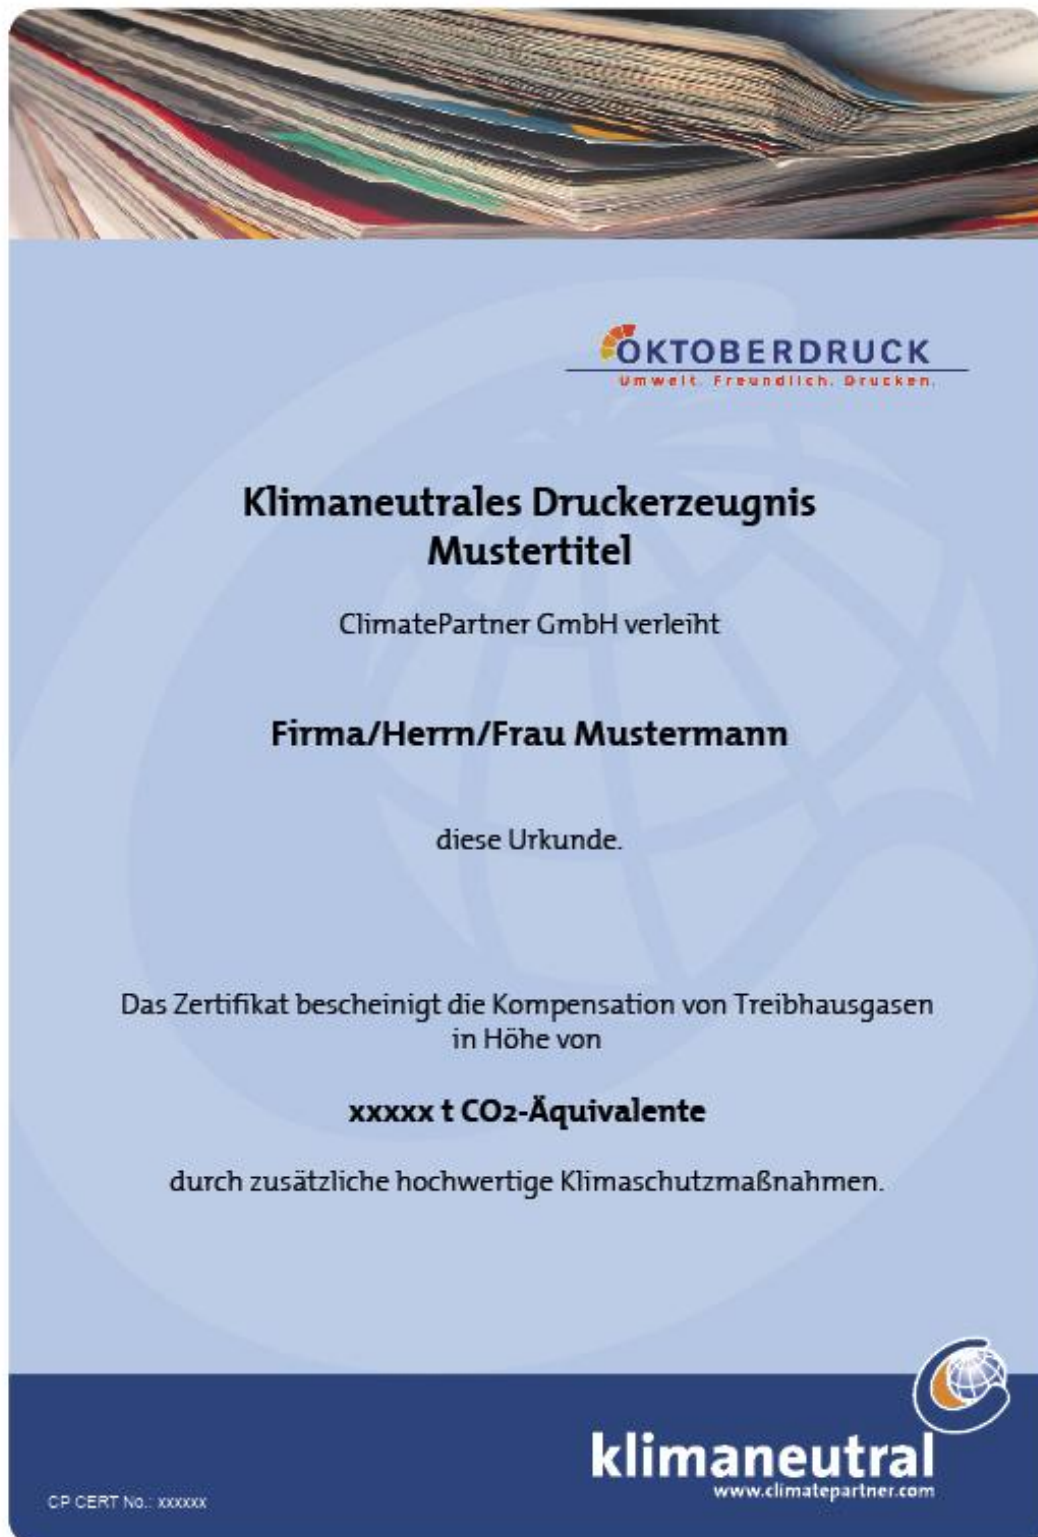 OKTOBERDRUCK
Umwelt. Freundlich. Drucken.
Klimaneutrales Druckerzeugnis
Mustertitel
ClimatePartner GmbH verleiht
Firma/Herrn/Frau Mustermann
diese Urkunde.
Das Zertifikat bescheinigt die Kompensation von Treibhausgasen
in Höhe von
xxxxx t CO2-Äquivalente
durch zusätzliche hochwertige Klimaschutzmaßnahmen.
klimaneutral
www.climatepartner.com
CP CERT No.: xxxxxx